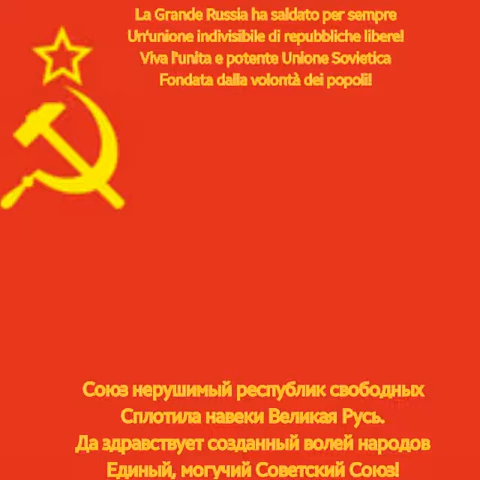 La Grande Russia ha saldato per sempre
Un'unione indivisibile di repubbliche libere!
Viva l'unita e potente Unione Sovietica
Fondata dalla volontà dei popoli!
Союз нерушимый республик свободных
Сплотила навеки Великая Русь.
Да здравствует созданный волей народов
Единый, могучий Советский Союз!